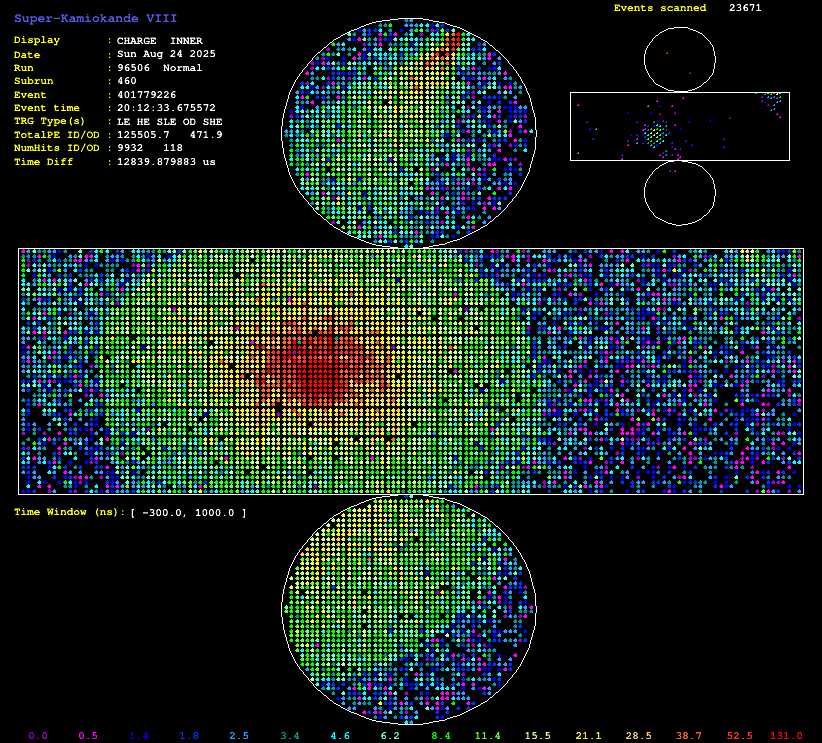 Super-Kamiokande VIII
Events scanned 23671
Display : CHARGE INNER
Date : Sun Aug 24 2025
Run : 96506 Normal
Subrun : 460
Event : 401779226
Event time : 20:12:33.675572
TRG Type(s) : LE HE SLE OD SHE
TotalPE ID/OD : 125505.7 471.9
NumHits ID/OD : 9932 118
Time Diff : 12839.879883 us
Time Window (ns): [ -300.0, 1000.0 ]
0.0 0.5 1.4 1.8 2.5 3.4 4.6 6.2 8.4 11.4 15.5 21.1 28.5 38.7 52.5 131.0